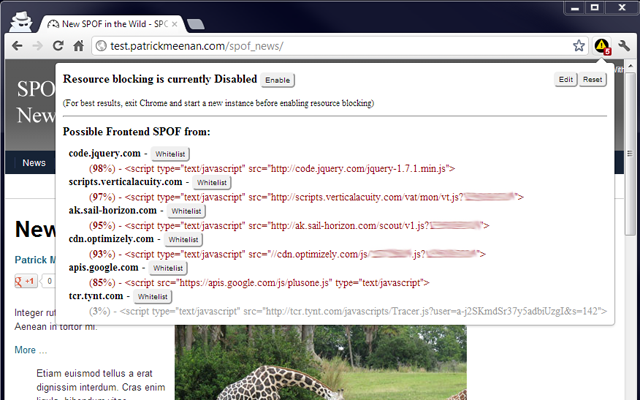 New SPOF in the Wild - SPO
test.patrickmeenan.com/spof_news/
5
SPOF
New
With
News
Resource blocking is currently Disabled Enable Edit Reset
(For best results, exit Chrome and start a new instance before enabling resource blocking)
Possible Frontend SPOF from:
code.jquery.com - Whitelist
(98%) - <script type="text/javascript" src="http://code.jquery.com/jquery-1.7.1.min.js">
scripts.verticalacuity.com - Whitelist
(97%) - <script type="text/javascript" src="http://scripts.verticalacuity.com/vat/mon/vt.js?">
ak.sail-horizon.com - Whitelist
(95%) - <script type="text/javascript" src="http://ak.sail-horizon.com/scout/v1.js?">
cdn.optimizely.com - Whitelist
(93%) - <script type="text/javascript" src="//cdn.optimizely.com/js/.js?">
apis.google.com - Whitelist
(85%) - <script src="https://apis.google.com/js/plusone.js" type="text/javascript">
tcr.tynt.com - Whitelist
(3%) - <script type="text/javascript" src="http://tcr.tynt.com/javascripts/Tracer.js?user=a-j2SKmdSr37y5adbiUzgI&s=142">
New
Patrick M
+1 0
Integer rut
Aenean in tortor mi.
More ...
Etiam euismod tellus a erat
dignissim interdum. Cras enim
ligula, bibendum vitae